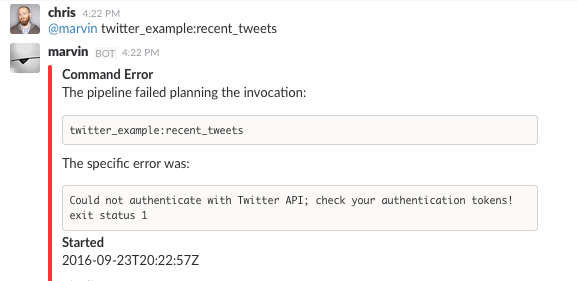 chris 4:22 PM
@marvin twitter_example:recent_tweets
marvin BOT 4:22 PM
Command Error
The pipeline failed planning the invocation:
twitter_example:recent_tweets
The specific error was:
Could not authenticate with Twitter API; check your authentication tokens!
exit status 1
Started
2016-09-23T20:22:57Z